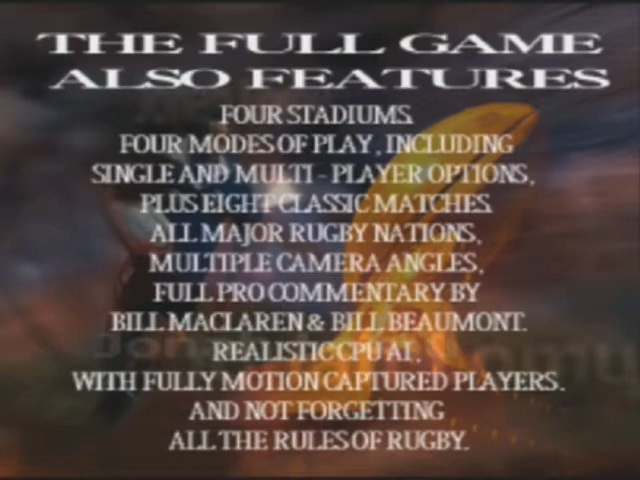 THE FULL GAME
ALSO FEATURES
FOUR STADIUMS.
FOUR MODES OF PLAY, INCLUDING
SINGLE AND MULTI - PLAYER OPTIONS,
PLUS EIGHT CLASSIC MATCHES.
ALL MAJOR RUGBY NATIONS,
MULTIPLE CAMERA ANGLES,
FULL PRO COMMENTARY BY
BILL MACLAREN & BILL BEAUMONT.
REALISTIC CPU AI,
WITH FULLY MOTION CAPTURED PLAYERS.
AND NOT FORGETTING
ALL THE RULES OF RUGBY.